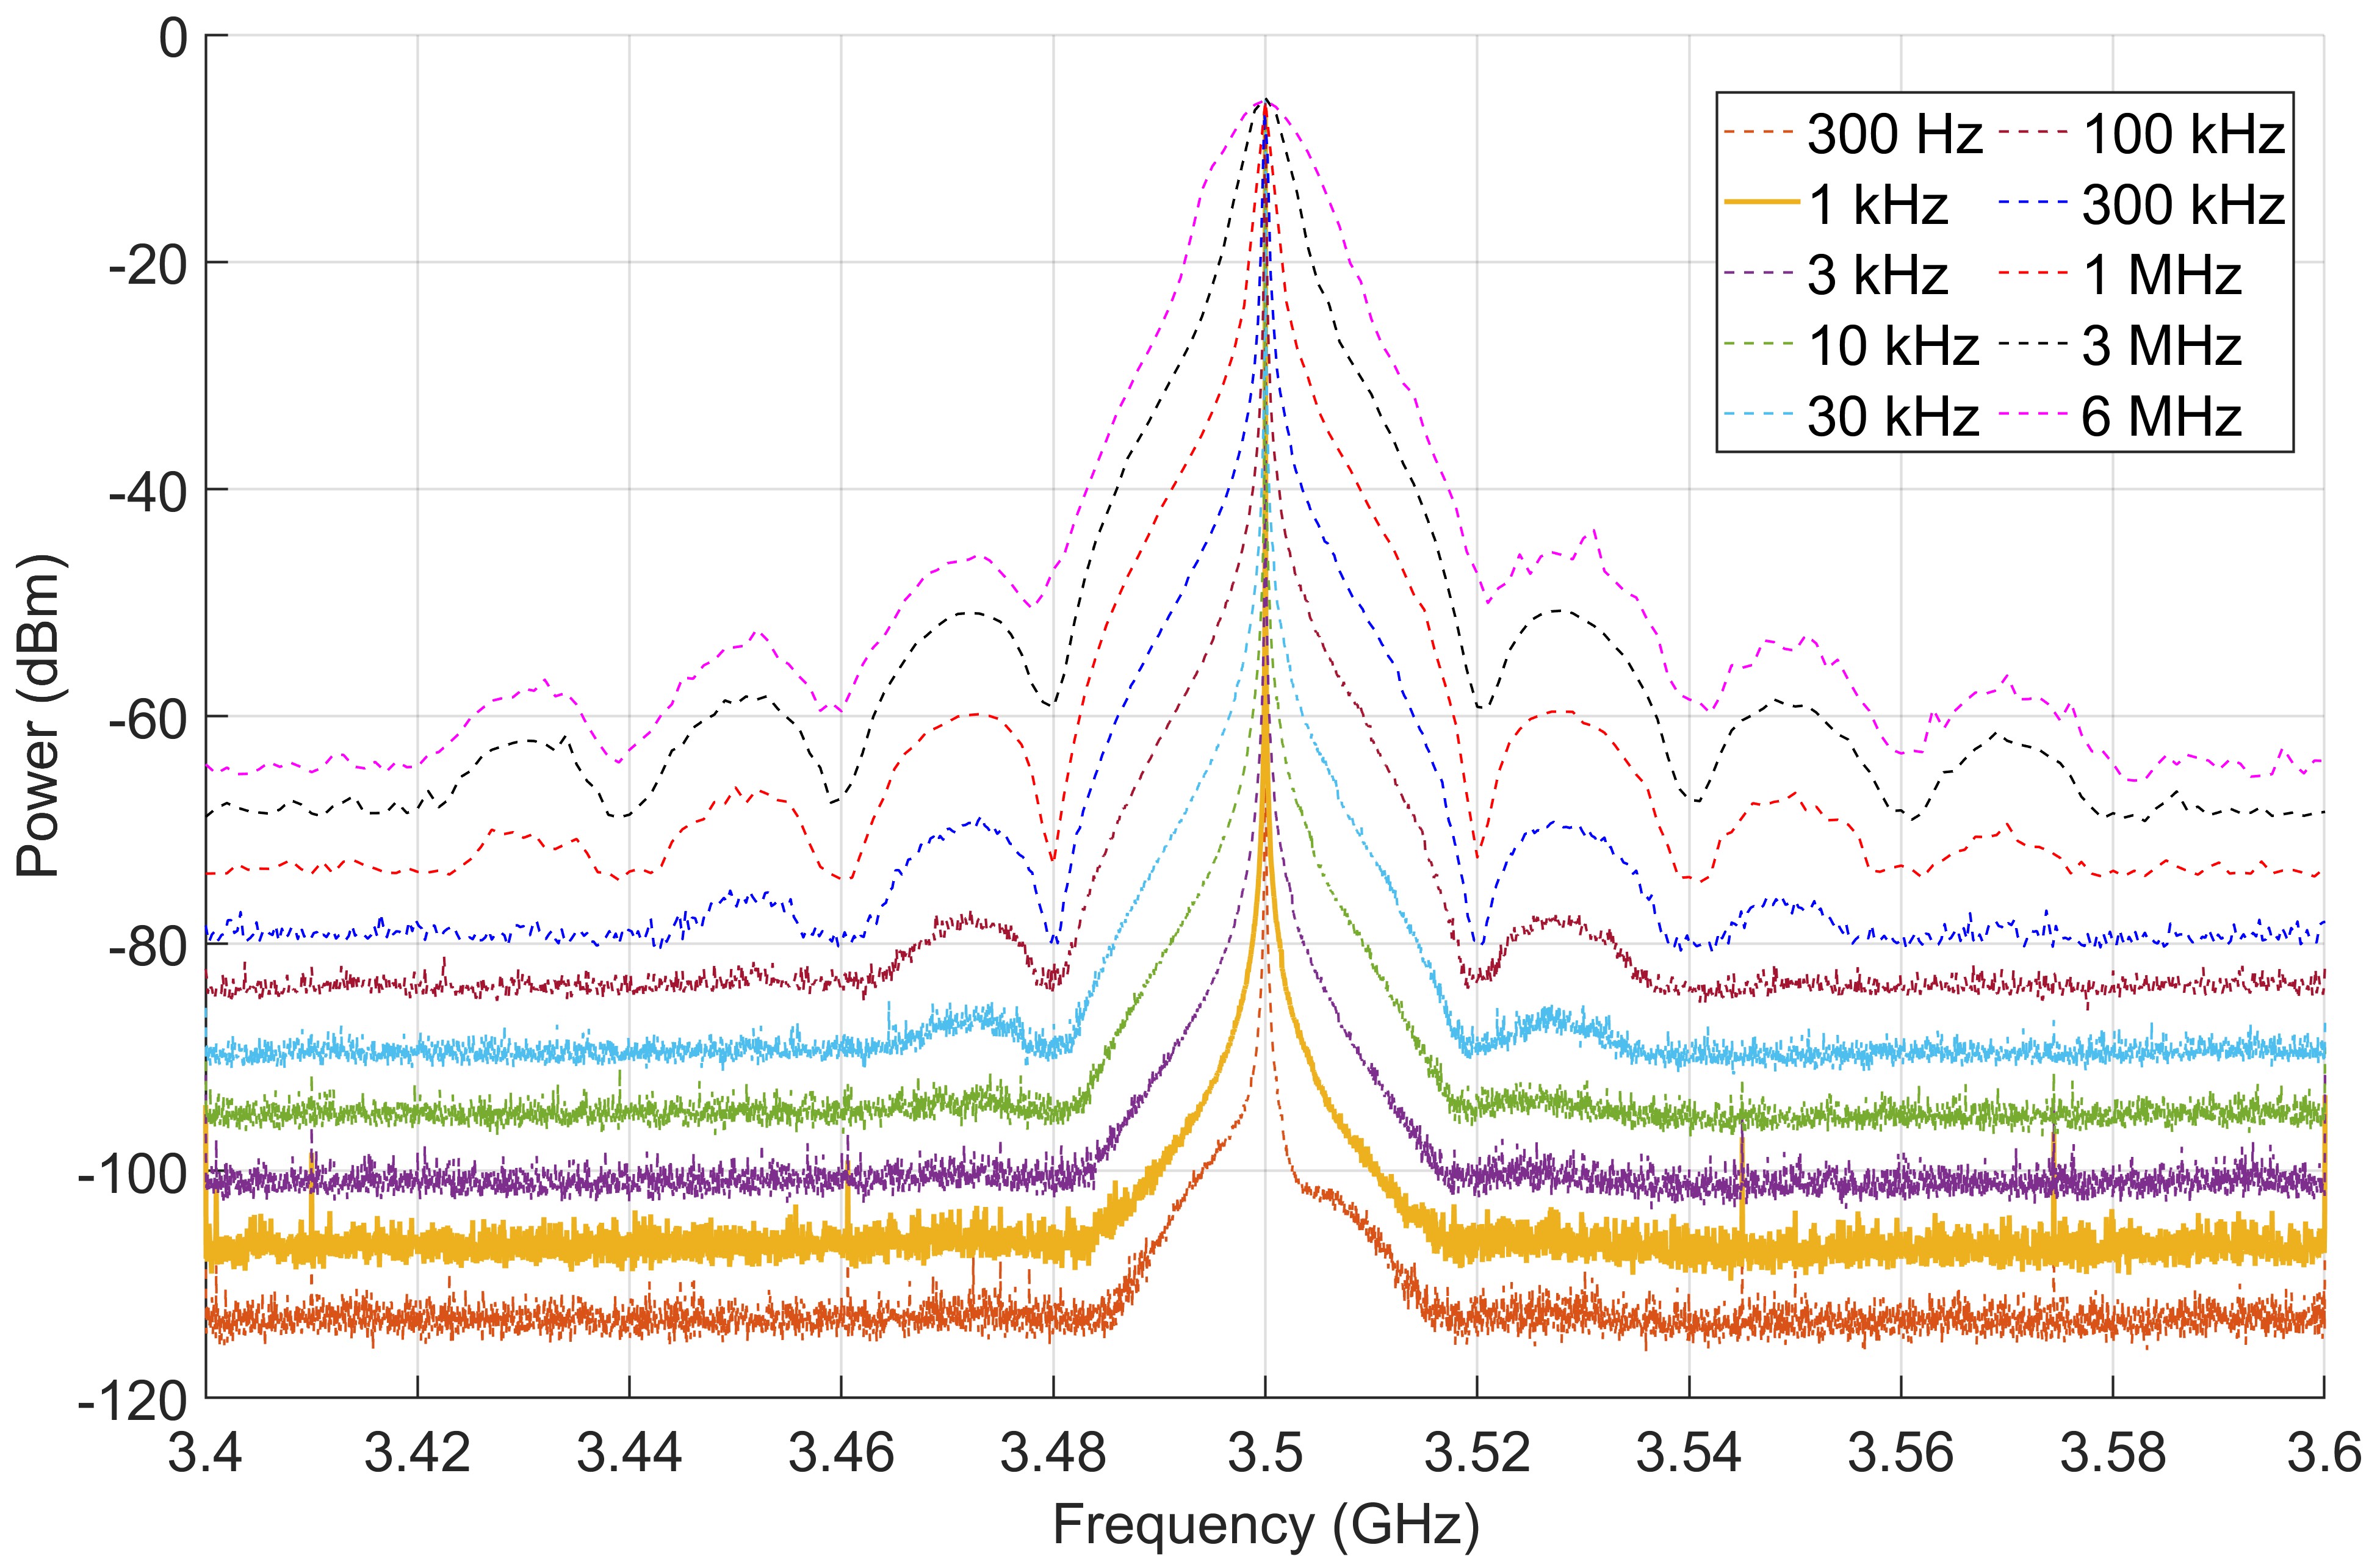 0
-20
-40
-60
-80
-100
-120
Power (dBm)
3.4 3.42 3.44 3.46 3.48 3.5 3.52 3.54 3.56 3.58 3.6
Frequency (GHz)
300 Hz 100 kHz
1 kHz 300 kHz
3 kHz 1 MHz
10 kHz 3 MHz
30 kHz 6 MHz